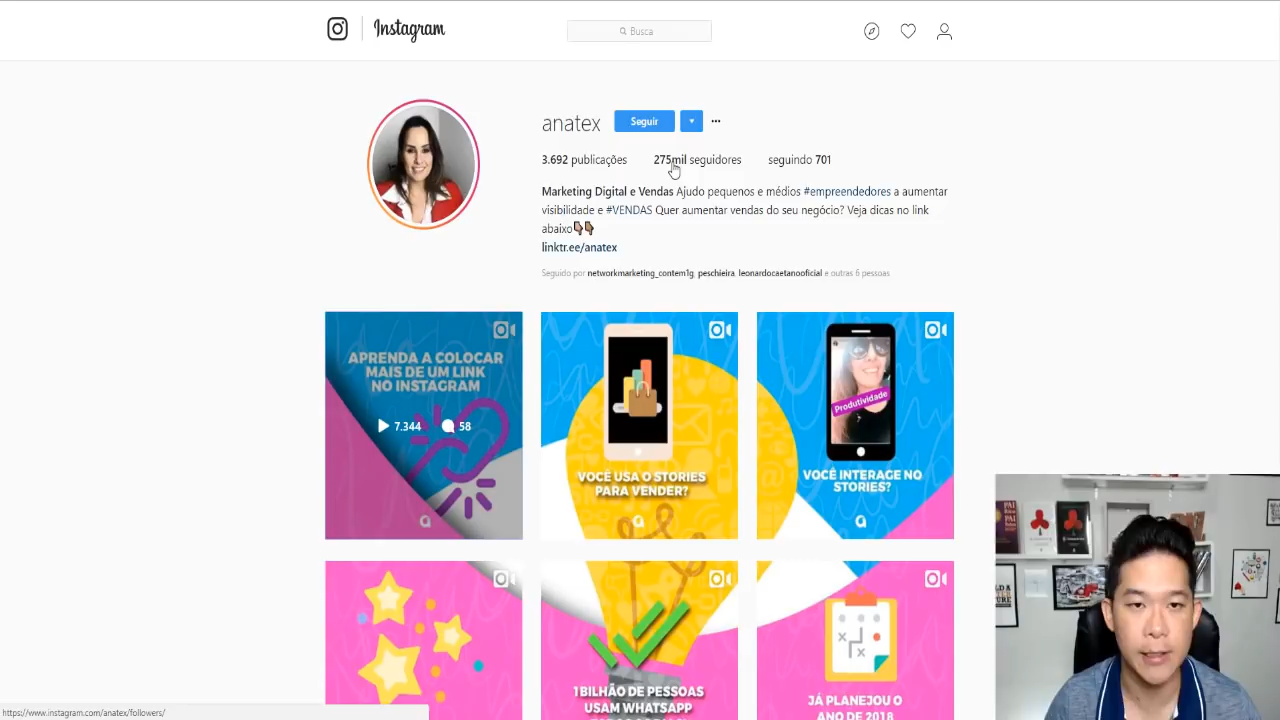 Instagram
Busca
anatex
Seguir
3.692 publicações 275mil seguidores seguindo 701
Marketing Digital e Vendas Ajudo pequenos e médios #empreendedores a aumentar
visibilidade e #VENDAS Quer aumentar vendas do seu negócio? Veja dicas no link
abaixo
linktr.ee/anatex
Seguido por networkmarketing_contem1g, peschieira, leonardocaetanooficial e outras 6 pessoas
APRENDA A COLOCAR
MAIS DE UM LINK
NO INSTAGRAM
7.344 58
VOCÊ USA O STORIES
PARA VENDER?
Produtividade
VOCÊ INTERAGE NO
STORIES?
1 BILHÃO DE PESSOAS
USAM WHATSAPP
JÁ PLANEJOU O
ANO DE 2018
https://www.instagram.com/anatex/followers/